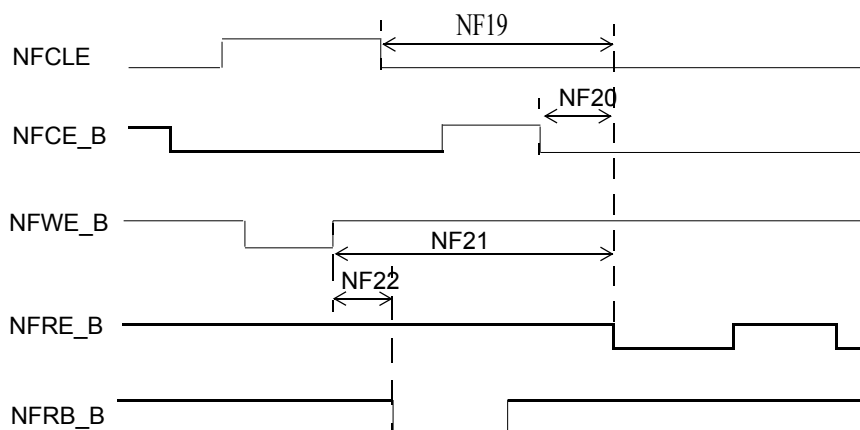 NF19
NFCLE
NF20
NFCE_B
NFWE_B
NF21
NF22
NFRE_B
NFRB_B